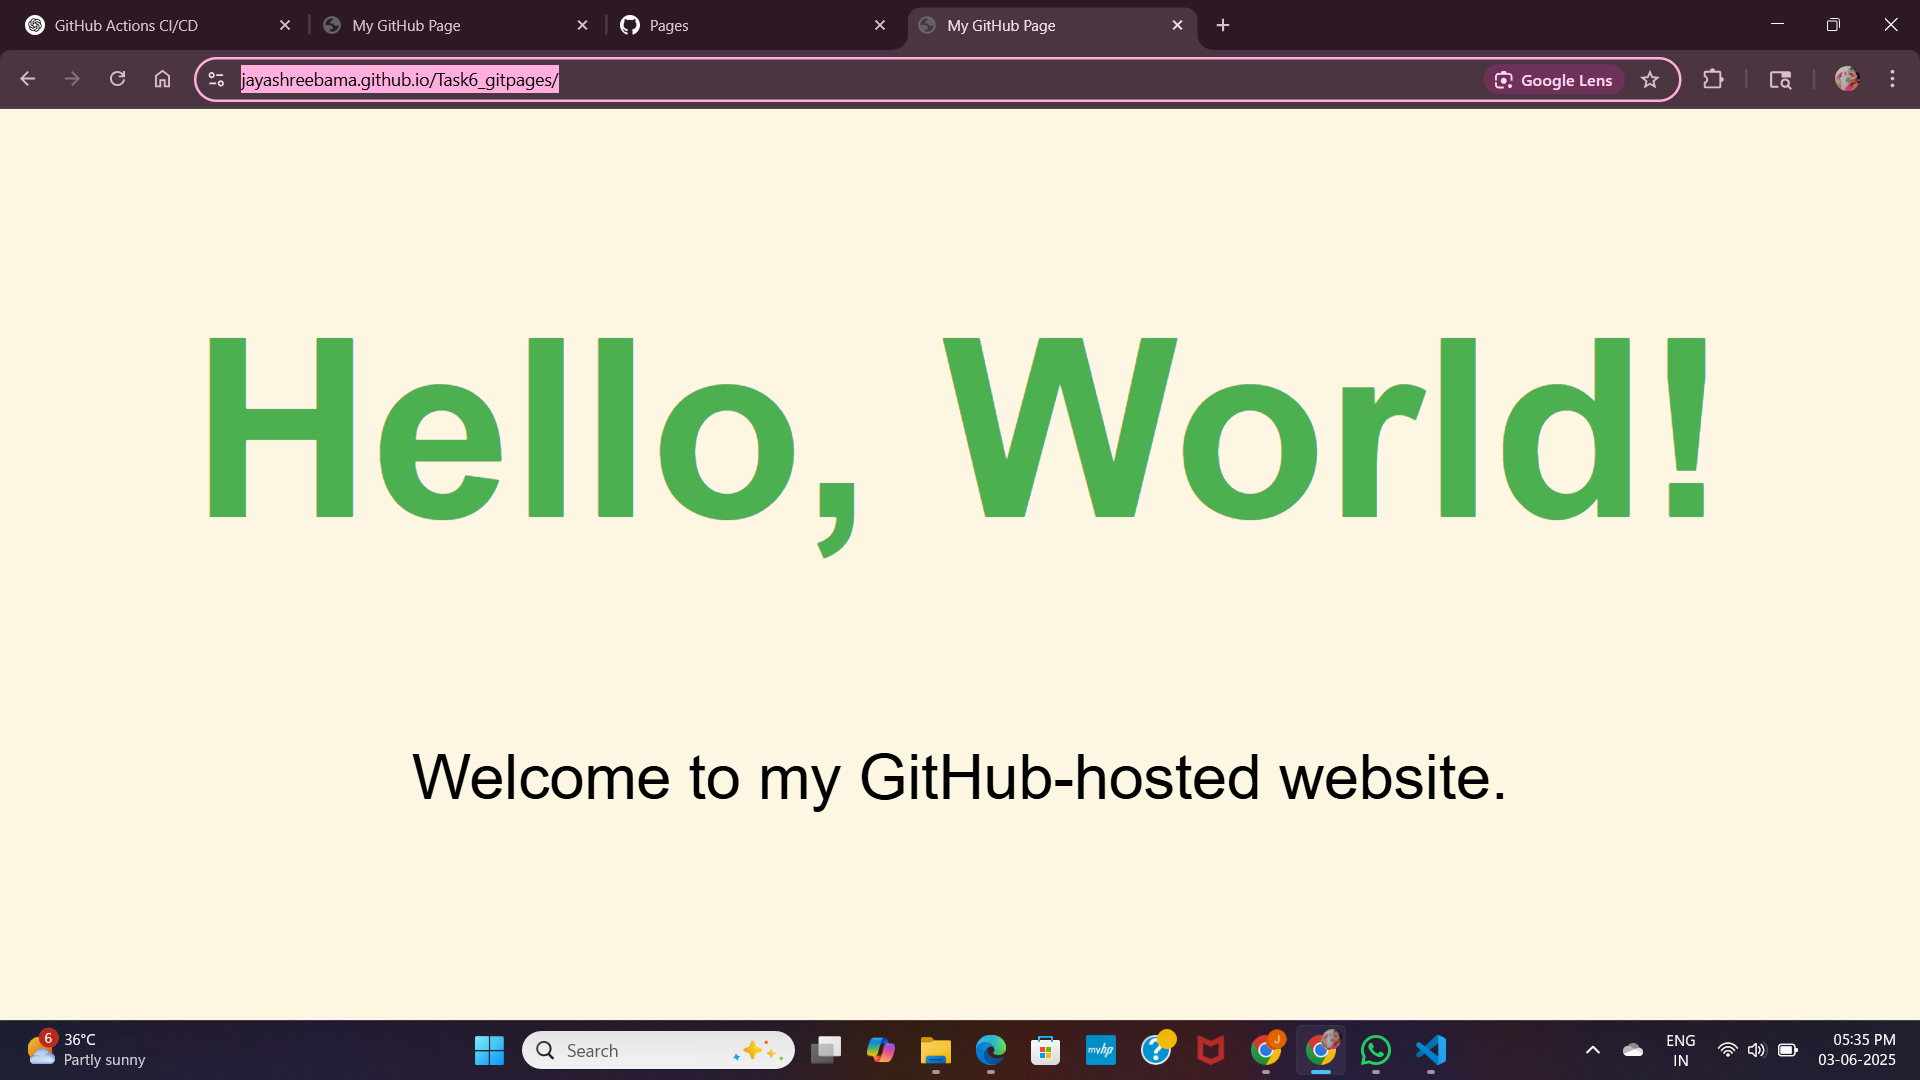 GitHub Actions CI/CD
My GitHub Page
Pages
My GitHub Page
jayashreebama.github.io/Task6_gitpages/
Google Lens
Hello, World!
Welcome to my GitHub-hosted website.
6
36°C
Partly sunny
Search
myhp
J
ENG
IN
05:35 PM
03-06-2025